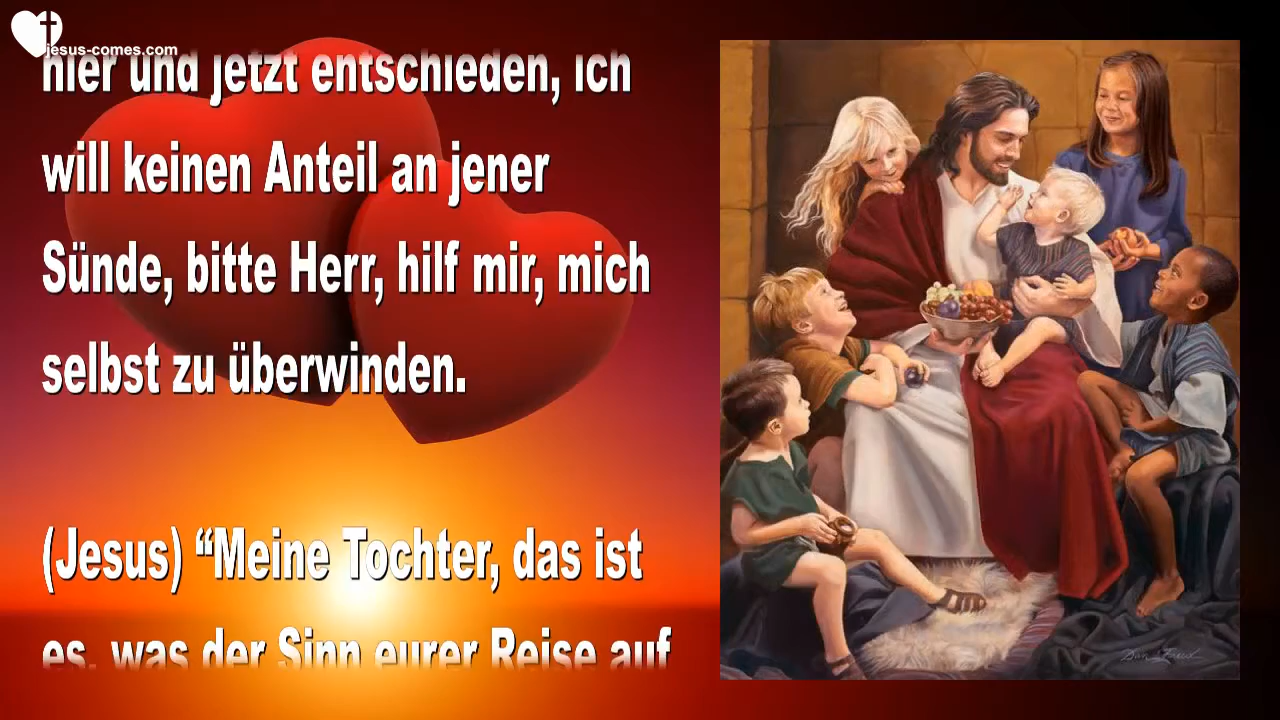 jesus-comes.com
hier und jetzt entschieden, ich
will keinen Anteil an jener
Sünde, bitte Herr, hilf mir, mich
selbst zu überwinden.
(Jesus) “Meine Tochter, das ist
es, was der Sinn eurer Reise auf